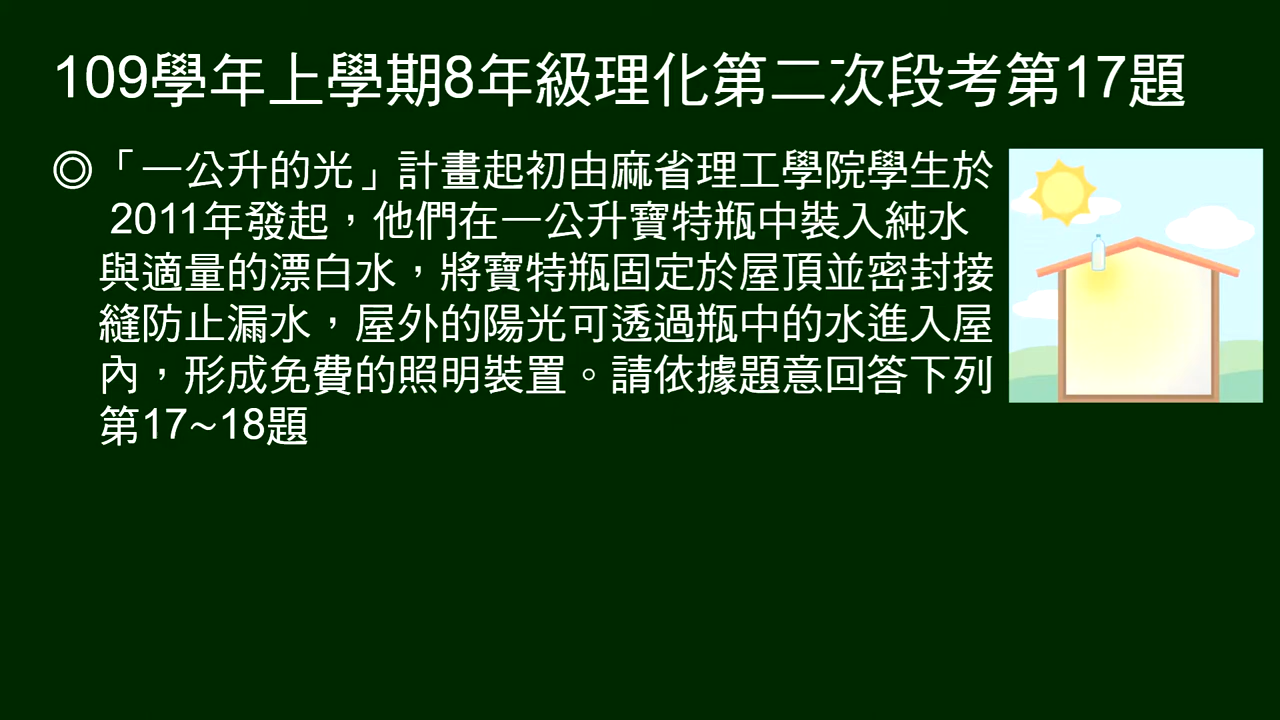 109學年上學期8年級理化第二次段考第17題
◎「一公升的光」計畫起初由麻省理工學院學生於
2011年發起，他們在一公升寶特瓶中裝入純水
與適量的漂白水，將寶特瓶固定於屋頂並密封接
縫防止漏水，屋外的陽光可透過瓶中的水進入屋
內，形成免費的照明裝置。請依據題意回答下列
第17~18題